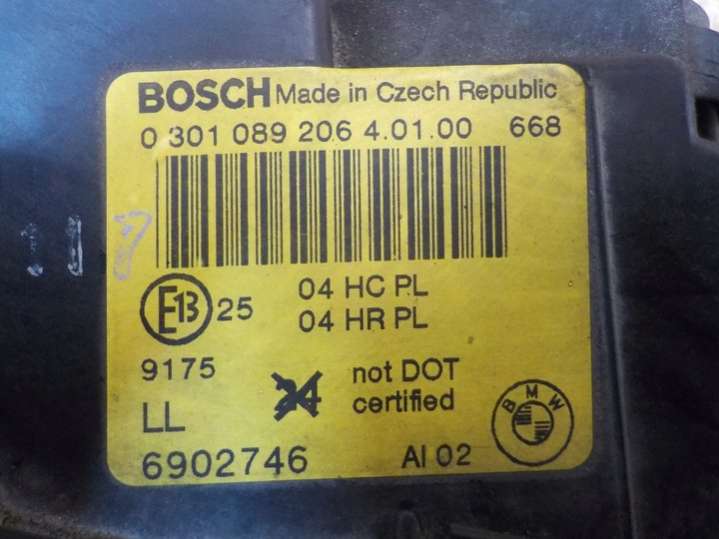 BOSCH Made in Czech Republic
0 301 089 206 4.01.00 668
E13 25 04 HC PL
04 HR PL
9175
24 not DOT
LL certified
BMW
6902746 AI 02